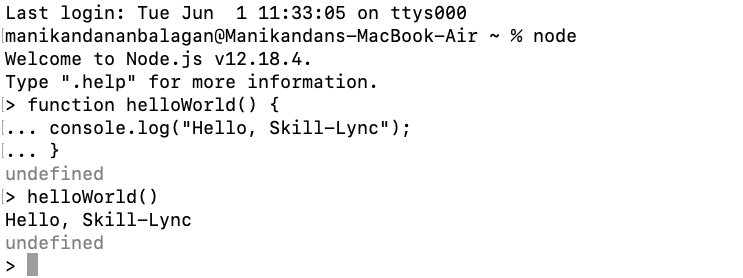 Last login: Tue Jun  1 11:33:05 on ttys000
[manikandananbalagan@Manikandans-MacBook-Air ~ % node
Welcome to Node.js v12.18.4.
Type ".help" for more information.
[> function helloWorld() {
[... console.log("Hello, Skill-Lync");
[... }
undefined
[> helloWorld()
Hello, Skill-Lync
undefined
>